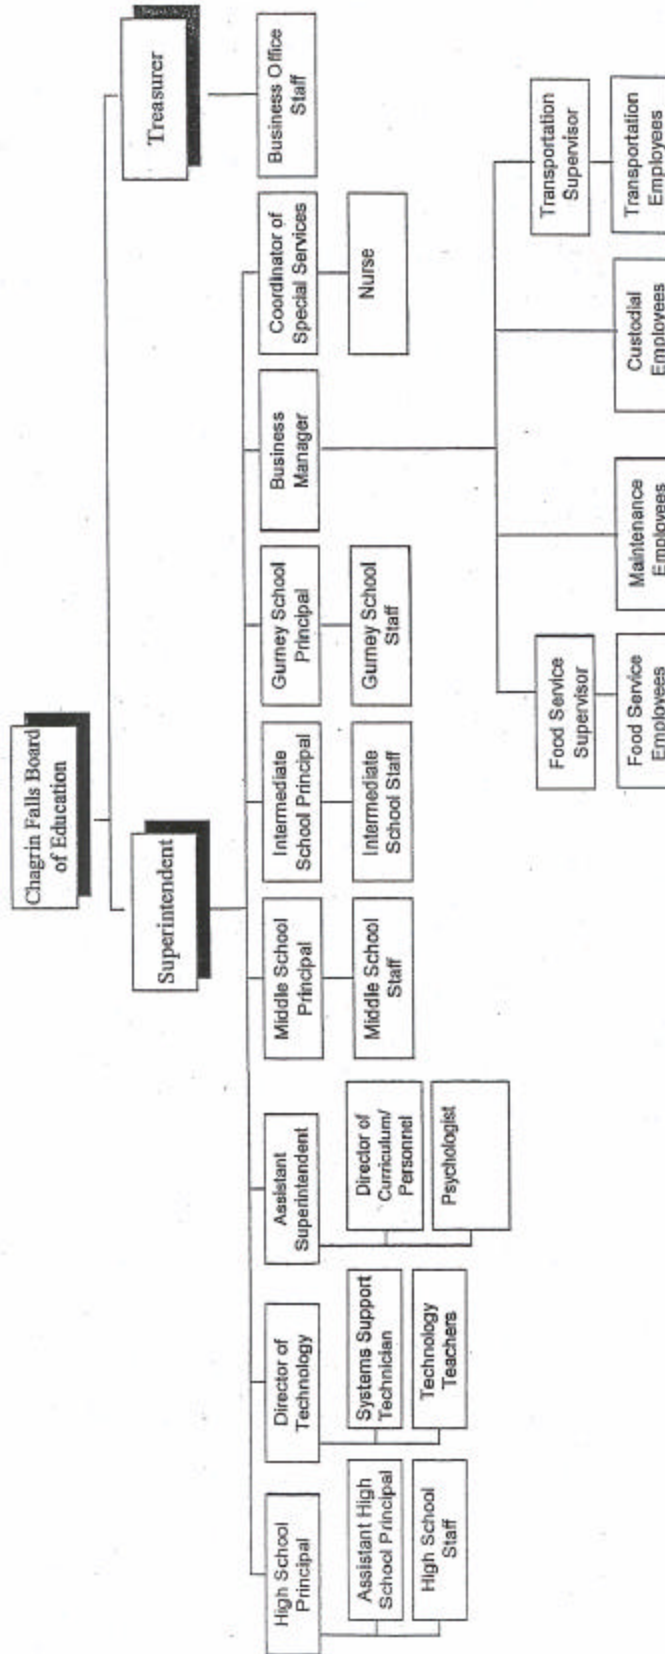 Chagrin Falls Board
of Education
Superintendent
Treasurer
High School
Principal
Director of
Technology
Assistant
Superintendent
Middle School
Principal
Intermediate
School Principal
Gurney School
Principal
Business
Manager
Coordinator of
Special Services
Business Office
Staff
Assistant High
School Principal
High School
Staff
Systems Support
Technician
Technology
Teachers
Director of
Curriculum/
Personnel
Psychologist
Middle School
Staff
Intermediate
School Staff
Gurney School
Staff
Nurse
Food Service
Supervisor
Transportation
Supervisor
Food Service
Employees
Maintenance
Employees
Custodial
Employees
Transportation
Employees